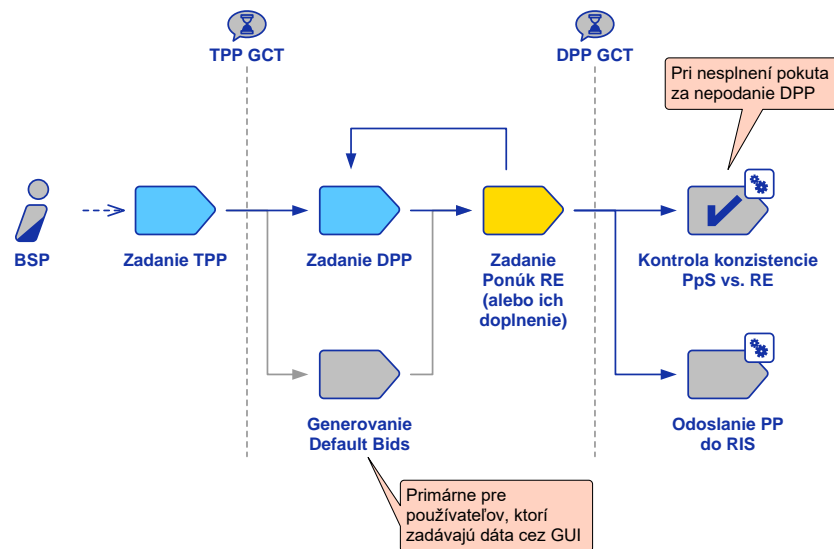 TPP GCT
DPP GCT
Pri nesplnení pokuta
za nepodanie DPP
BSP
Zadanie TPP
Zadanie DPP
Zadanie
Ponúk RE
(alebo ich
doplnenie)
Kontrola konzistencie
PpS vs. RE
Generovanie
Default Bids
Odoslanie PP
do RIS
Primárne pre
používateľov, ktorí
zadávajú dáta cez GUI